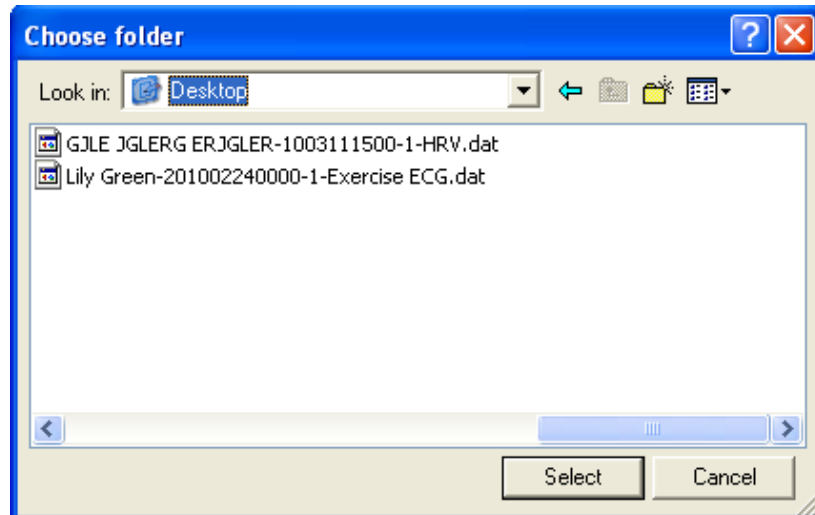 Choose folder
Look in: Desktop
GJLE JGLERG ERJGLER-1003111500-1-HRV.dat
Lily Green-201002240000-1-Exercise ECG.dat
Select Cancel